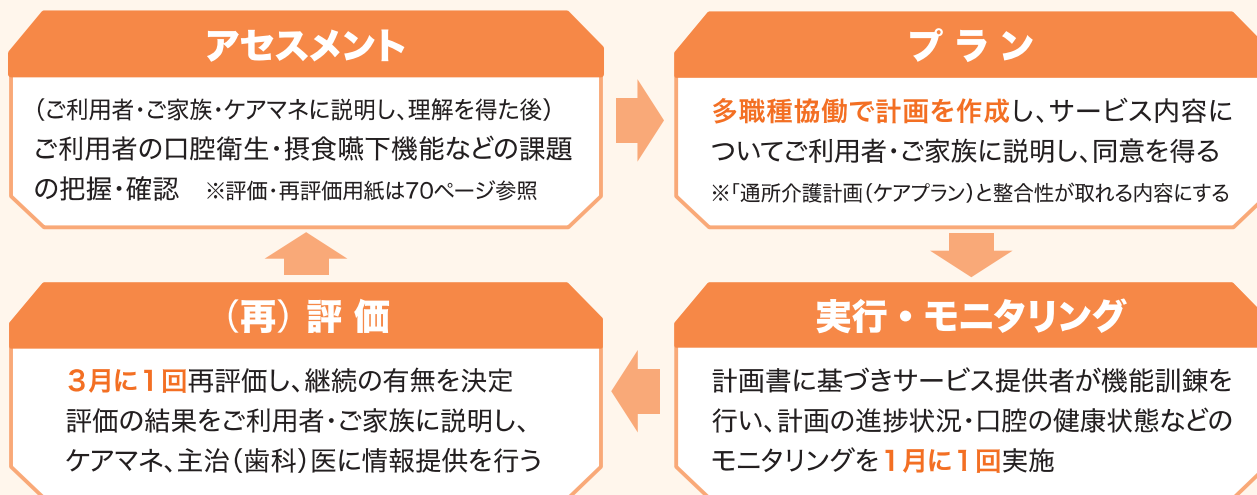 アセスメント
(ご利用者・ご家族・ケアマネに説明し、理解を得た後)
ご利用者の口腔衛生・摂食嚥下機能などの課題
の把握・確認 ※評価・再評価用紙は70ページ参照
プラン
多職種協働で計画を作成し、サービス内容に
ついてご利用者・ご家族に説明し、同意を得る
※「通所介護計画(ケアプラン)と整合性が取れる内容にする
(再)評価
3月に1回再評価し、継続の有無を決定
評価の結果をご利用者・ご家族に説明し、
ケアマネ、主治(歯科)医に情報提供を行う
実行・モニタリング
計画書に基づきサービス提供者が機能訓錬を
行い、計画の進捗状況・口腔の健康状態などの
モニタリングを1月に1回実施